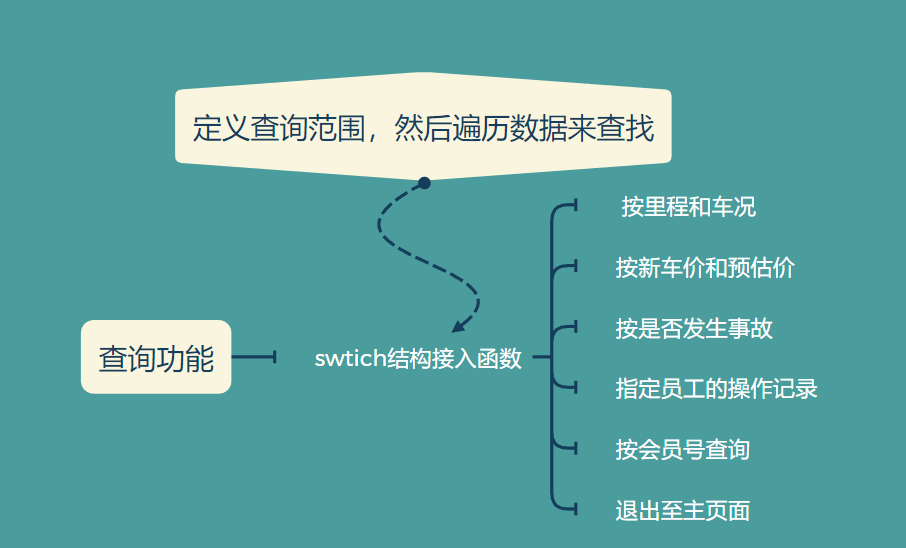 定义查询范围，然后遍历数据来查找
查询功能
swtich结构接入函数
按里程和车况
按新车价和预估价
按是否发生事故
指定员工的操作记录
按会员号查询
退出至主页面